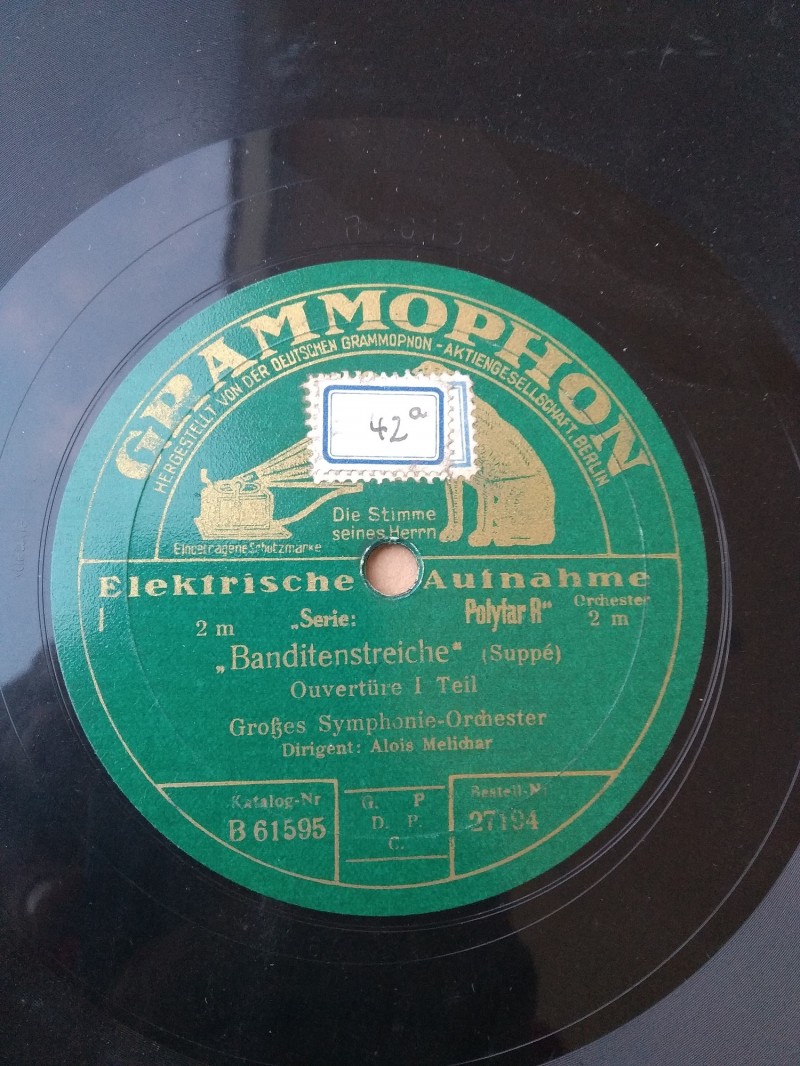 GRAMMOPHON
HERGESTELLT VON DER DEUTSCHEN GRAMMOPHON - AKTIENGESELLSCHAFT, BERLIN
42a
Die Stimme
seines Herrn
Eingetragene Schutzmarke
Elektrische Aufnahme
I
2 m „Serie: Polyfar R“ Orchester 2 m
„Banditenstreiche“ (Suppé)
Ouvertüre I Teil
Großes Symphonie-Orchester
Dirigent: Alois Melichar
Katalog-Nr
B 61595
G. P
D. P.
C.
Bestell-Nr
27194